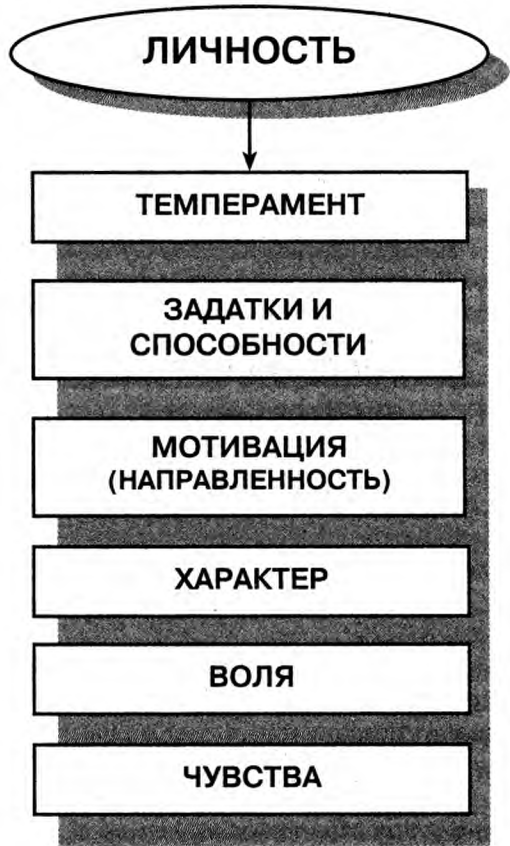 ЛИЧНОСТЬ
ТЕМПЕРАМЕНТ
ЗАДАТКИ И
СПОСОБНОСТИ
МОТИВАЦИЯ
(НАПРАВЛЕННОСТЬ)
ХАРАКТЕР
ВОЛЯ
ЧУВСТВА